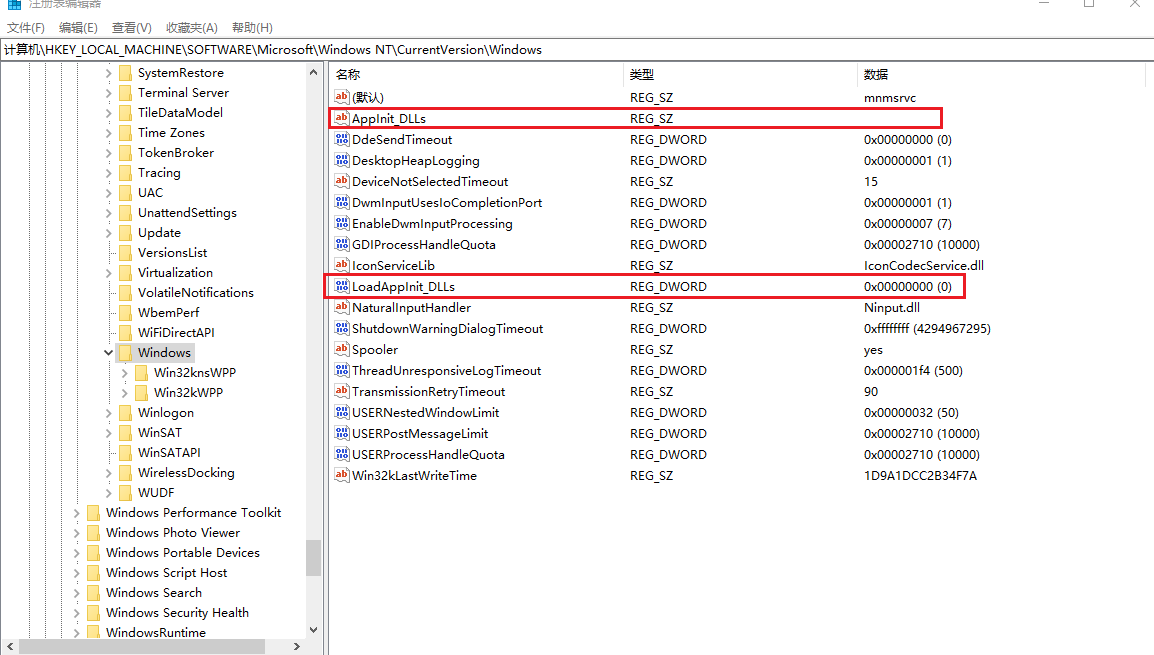 注册表编辑器
文件(F) 编辑(E) 查看(V) 收藏夹(A) 帮助(H)
计算机\HKEY_LOCAL_MACHINE\SOFTWARE\Microsoft\Windows NT\CurrentVersion\Windows
SystemRestore
Terminal Server
TileDataModel
Time Zones
TokenBroker
Tracing
UAC
UnattendSettings
Update
VersionsList
Virtualization
VolatileNotifications
WbemPerf
WiFiDirectAPI
Windows
Win32knsWPP
Win32kWPP
Winlogon
WinSAT
WinSATAPI
WirelessDocking
WUDF
Windows Performance Toolkit
Windows Photo Viewer
Windows Portable Devices
Windows Script Host
Windows Search
Windows Security Health
WindowsRuntime
名称 类型 数据
(默认) REG_SZ mnmsrvc
AppInit_DLLs REG_SZ
DdeSendTimeout REG_DWORD 0x00000000 (0)
DesktopHeapLogging REG_DWORD 0x00000001 (1)
DeviceNotSelectedTimeout REG_SZ 15
DwmInputUsesIoCompletionPort REG_DWORD 0x00000001 (1)
EnableDwmInputProcessing REG_DWORD 0x00000007 (7)
GDIProcessHandleQuota REG_DWORD 0x00002710 (10000)
IconServiceLib REG_SZ IconCodecService.dll
LoadAppInit_DLLs REG_DWORD 0x00000000 (0)
NaturalInputHandler REG_SZ Ninput.dll
ShutdownWarningDialogTimeout REG_DWORD 0xffffffff (4294967295)
Spooler REG_SZ yes
ThreadUnresponsiveLogTimeout REG_DWORD 0x000001f4 (500)
TransmissionRetryTimeout REG_SZ 90
USERNestedWindowLimit REG_DWORD 0x00000032 (50)
USERPostMessageLimit REG_DWORD 0x00002710 (10000)
USERProcessHandleQuota REG_DWORD 0x00002710 (10000)
Win32kLastWriteTime REG_SZ 1D9A1DCC2B34F7A